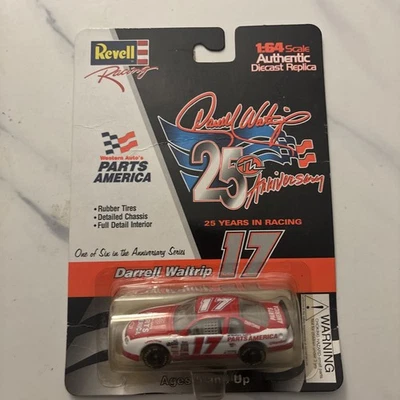 Revell
Racing
1:64 Scale
Authentic
Diecast Replica
Darrell Waltrip
25Th
Anniversary
Western Auto's
PARTS
AMERICA
• Rubber Tires
• Detailed Chassis
• Full Detail Interior
25 YEARS IN RACING
17
One of Six in the Anniversary Series
Darrell Waltrip
17
17
PARTS AMERICA
WARNING
Up